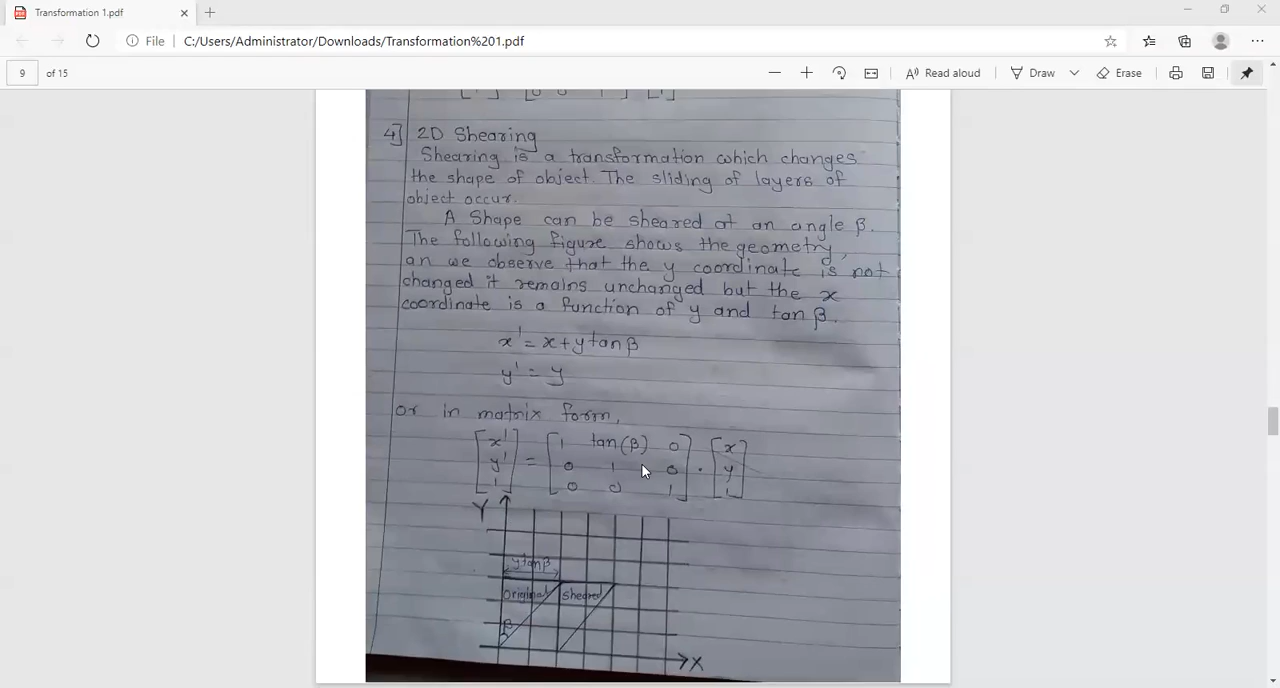 Transformation 1.pdf
File
C:/Users/Administrator/Downloads/Transformation%201.pdf
9 of 15
Read aloud
Draw
Erase
4] 2D Shearing
Shearing is a transformation which changes
the shape of object. The sliding of layers of
object occur.
A Shape can be sheared at an angle β.
The following figure shows the geometry,
an we observe that the y coordinate is not
changed it remains unchanged but the x
coordinate is a function of y and tan β.
x' = x + y tan β
y' = y
or in matrix form,
[x'] = [1 tan(β) 0] . [x]
[y'] [0 1 0] [y]
[1] [0 0 1] [1]
Y
y tan β
original sheared
β
X